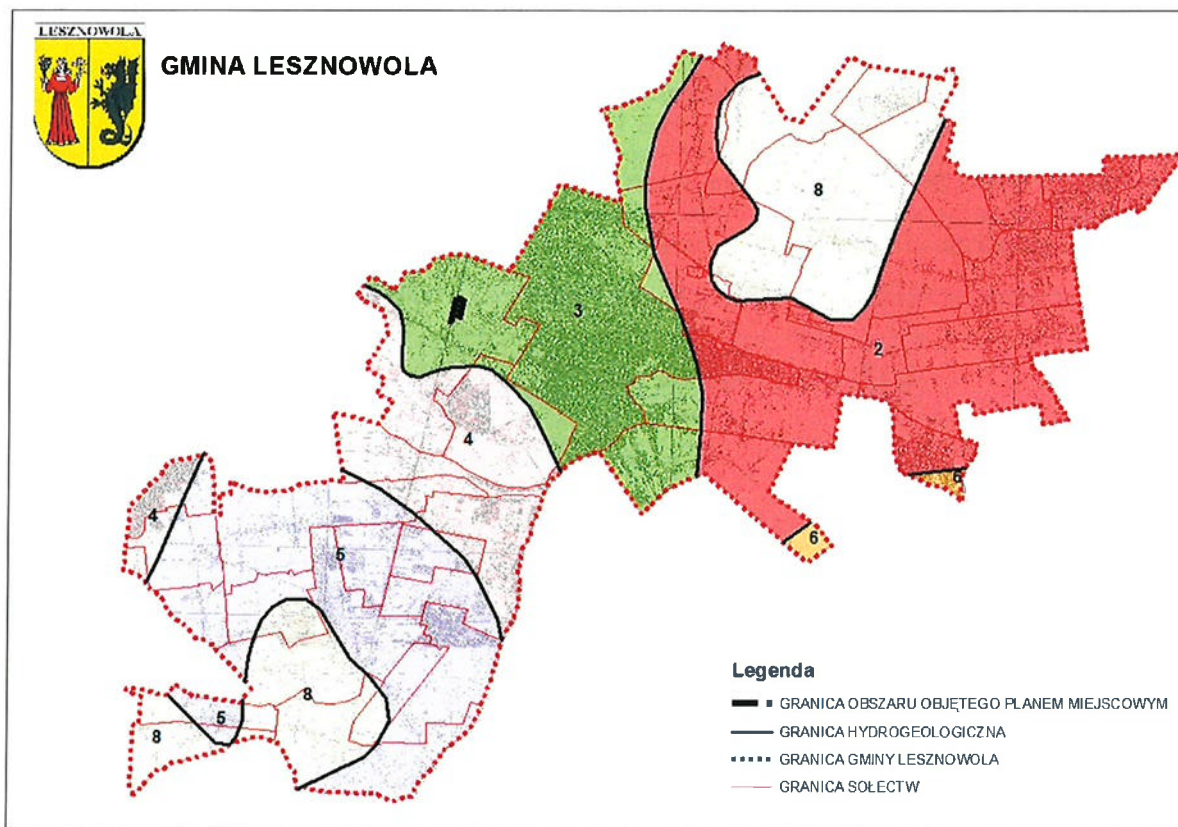 LESZNOWOLA
GMINA LESZNOWOLA
8
3
2
4
6
4
6
5
8
5
8
Legenda
GRANICA OBSZARU OBJĘTEGO PLANEM MIEJSCOWYM
GRANICA HYDROGEOLOGICZNA
GRANICA GMINY LESZNOWOLA
GRANICA SOŁECTW